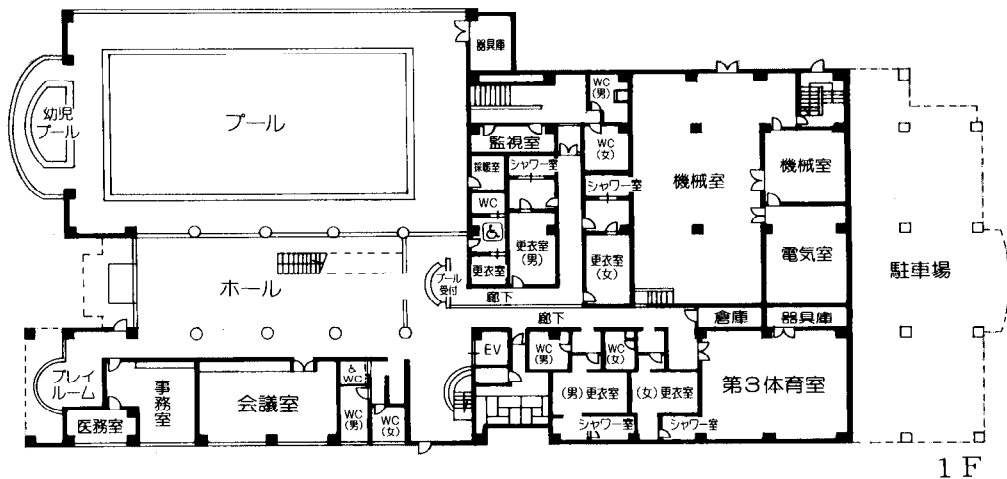 器具庫
幼児
プール
プール
監視室
採暖室
シャワー室
WC
更衣室
更衣室
(男)
WC
(男)
WC
(女)
シャワー室
更衣室
(女)
機械室
機械室
電気室
駐車場
ホール
プール
受付
廊下
廊下
倉庫
器具庫
EV
WC
(男)
WC
(女)
(男)更衣室
(女)更衣室
シャワー室
シャワー室
第3体育室
プレイ
ルーム
医務室
事
務
室
会議室
WC
WC
(男)
WC
(女)
1F